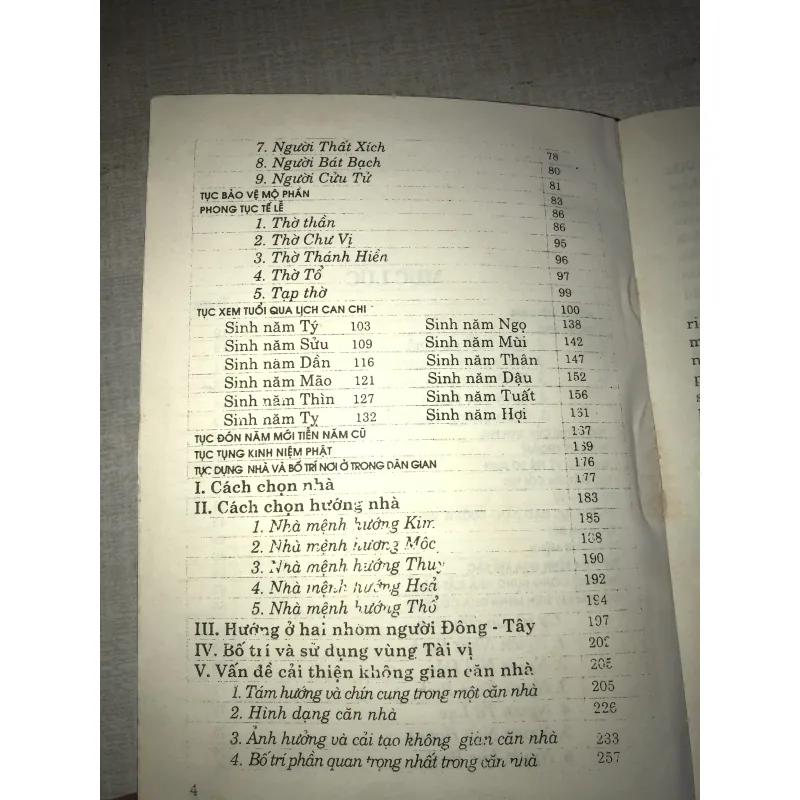 7. Người Thất Xích 78
8. Người Bát Bạch 80
9. Người Cửu Tử 81
TỤC BẢO VỆ MỘ PHẦN 83
PHONG TỤC TẾ LỄ 86
1. Thờ thần 86
2. Thờ Chư Vị 95
3. Thờ Thánh Hiền 96
4. Thờ Tổ 97
5. Tạp thờ 99
TỤC XEM TUỔI QUA LỊCH CAN CHI 100
Sinh năm Tý 103 Sinh năm Ngọ 138
Sinh năm Sửu 109 Sinh năm Mùi 142
Sinh năm Dần 116 Sinh năm Thân 147
Sinh năm Mão 121 Sinh năm Dậu 152
Sinh năm Thìn 127 Sinh năm Tuất 156
Sinh năm Tỵ 132 Sinh năm Hợi 161
TỤC ĐÓN NĂM MỚI TIỄN NĂM CŨ 167
TỤC TỤNG KINH NIỆM PHẬT 169
TỤC DỰNG NHÀ VÀ BỐ TRÍ NƠI Ở TRONG DÂN GIAN 176
I. Cách chọn nhà 177
II. Cách chọn hướng nhà 183
1. Nhà mệnh hướng Kim 185
2. Nhà mệnh hướng Mộc 188
3. Nhà mệnh hướng Thuỷ 190
4. Nhà mệnh hướng Hoả 192
5. Nhà mệnh hướng Thổ 194
III. Hướng ở hai nhóm người Đông - Tây 197
IV. Bố trí và sử dụng vùng Tài vị 202
V. Vấn đề cải thiện không gian căn nhà 205
1. Tám hướng và chín cung trong một căn nhà 205
2. Hình dạng căn nhà 226
3. Ảnh hưởng và cải tạo không gian căn nhà 233
4. Bố trí phần quan trọng nhất trong căn nhà 257
4